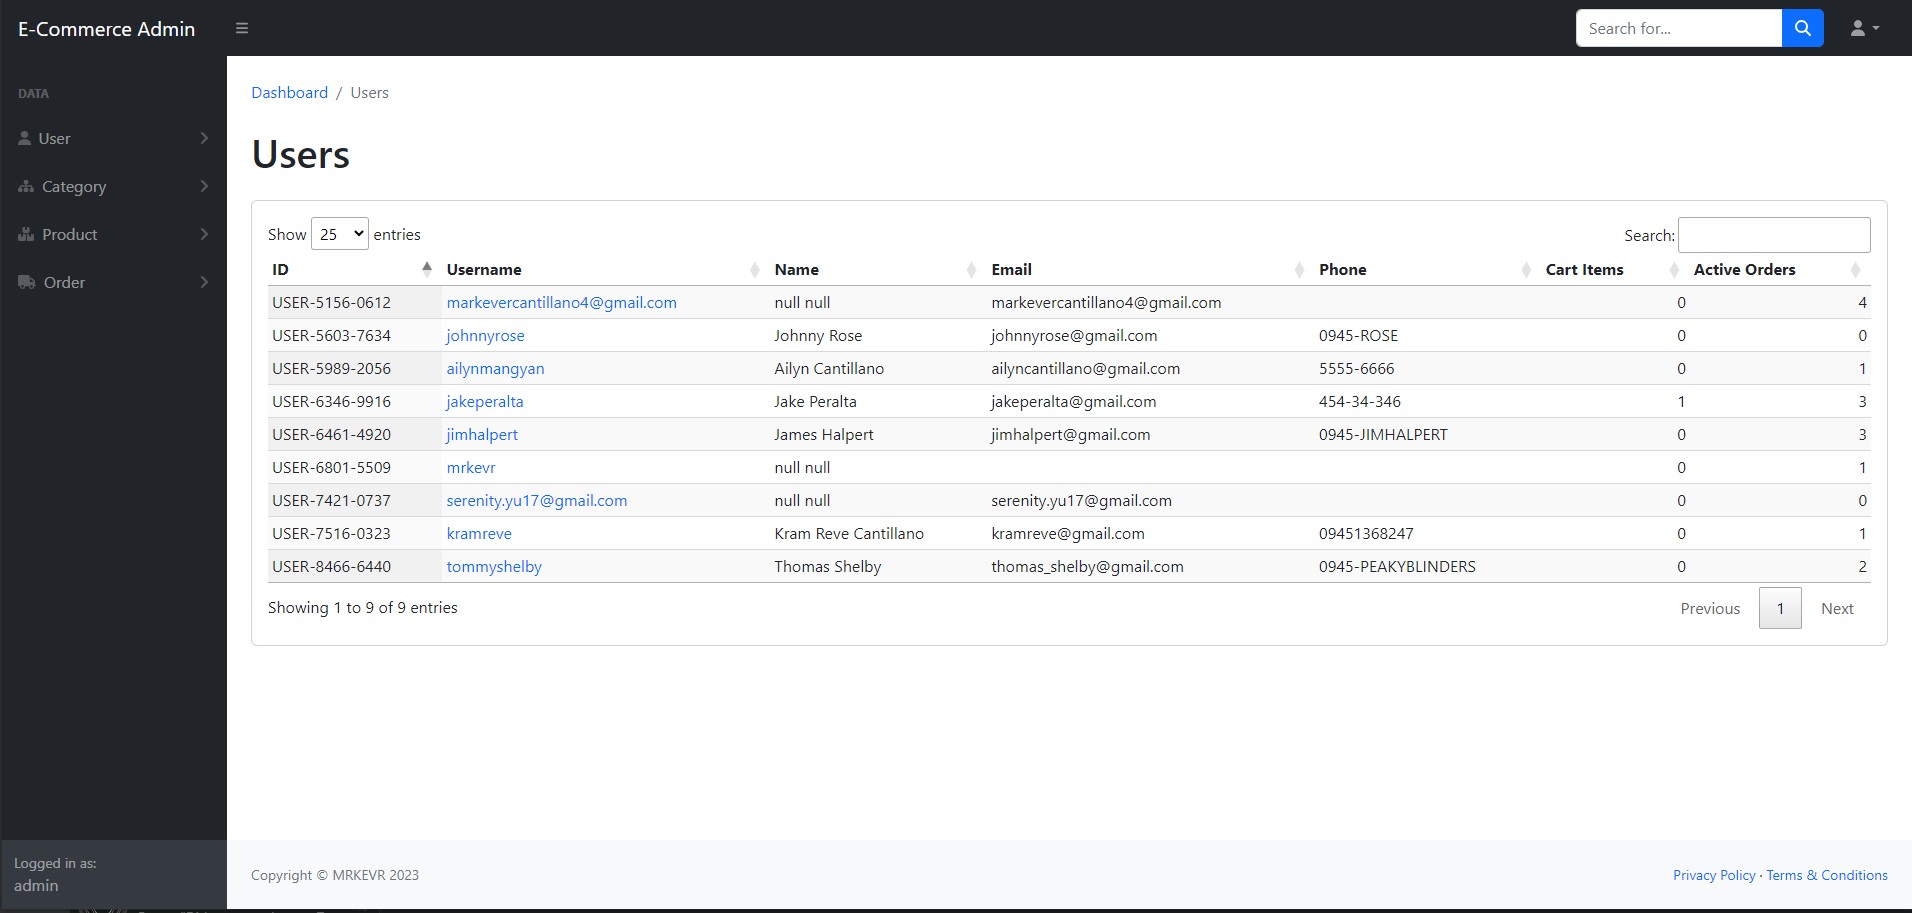 E-Commerce Admin
Search for...
DATA
User
Category
Product
Order
Logged in as:
admin
Dashboard / Users
Users
Show 25 entries
Search:
ID Username Name Email Phone Cart Items Active Orders
USER-5156-0612 markevercantillano4@gmail.com null null markevercantillano4@gmail.com 0 4
USER-5603-7634 johnnyrose Johnny Rose johnnyrose@gmail.com 0945-ROSE 0 0
USER-5989-2056 ailynmangyan Ailyn Cantillano ailyncantillano@gmail.com 5555-6666 0 1
USER-6346-9916 jakeperalta Jake Peralta jakeperalta@gmail.com 454-34-346 1 3
USER-6461-4920 jimhalpert James Halpert jimhalpert@gmail.com 0945-JIMHALPERT 0 3
USER-6801-5509 mrkevr null null 0 1
USER-7421-0737 serenity.yu17@gmail.com null null serenity.yu17@gmail.com 0 0
USER-7516-0323 kramreve Kram Reve Cantillano kramreve@gmail.com 09451368247 0 1
USER-8466-6440 tommyshelby Thomas Shelby thomas_shelby@gmail.com 0945-PEAKYBLINDERS 0 2
Showing 1 to 9 of 9 entries
Previous 1 Next
Copyright © MRKEVR 2023
Privacy Policy · Terms & Conditions